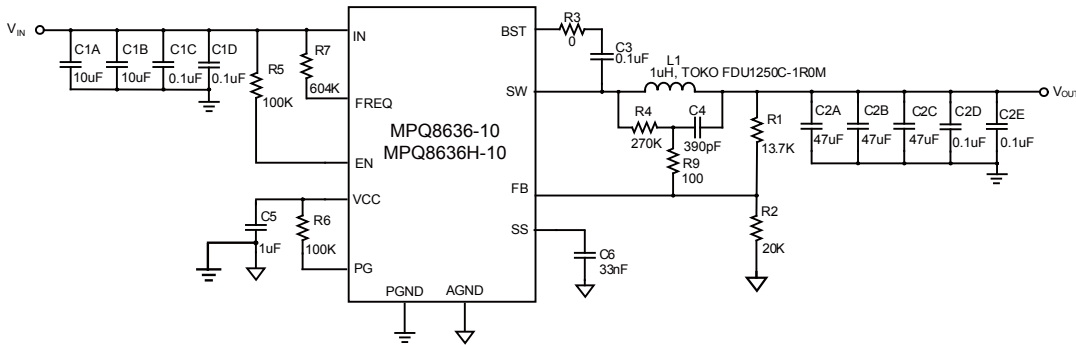 V_IN
C1A
10uF
C1B
10uF
C1C
0.1uF
C1D
0.1uF
R5
100K
R7
604K
IN
FREQ
EN
VCC
PG
PGND
AGND
MPQ8636-10
MPQ8636H-10
BST
SW
FB
SS
C5
1uF
R6
100K
R3
0
C3
0.1uF
L1
1uH, TOKO FDU1250C-1R0M
R4
270K
C4
390pF
R9
100
R1
13.7K
R2
20K
C6
33nF
C2A
47uF
C2B
47uF
C2C
47uF
C2D
0.1uF
C2E
0.1uF
V_OUT